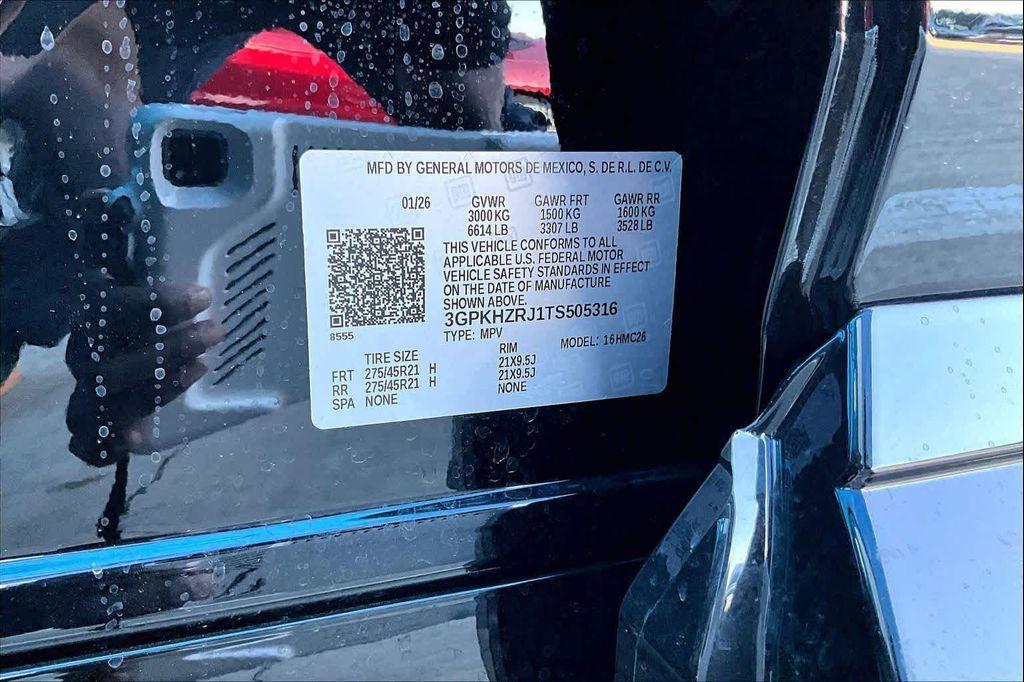 MFD BY GENERAL MOTORS DE MEXICO, S. DE R.L. DE C.V.
01/26 GVWR GAWR FRT GAWR RR
3000 KG 1500 KG 1600 KG
6614 LB 3307 LB 3528 LB
THIS VEHICLE CONFORMS TO ALL
APPLICABLE U.S. FEDERAL MOTOR
VEHICLE SAFETY STANDARDS IN EFFECT
ON THE DATE OF MANUFACTURE
SHOWN ABOVE.
3GPKHZRJ1TS505316
8555 TYPE: MPV MODEL: 16HMC26
TIRE SIZE RIM
FRT 275/45R21 H 21X9.5J
RR 275/45R21 H 21X9.5J
SPA NONE NONE